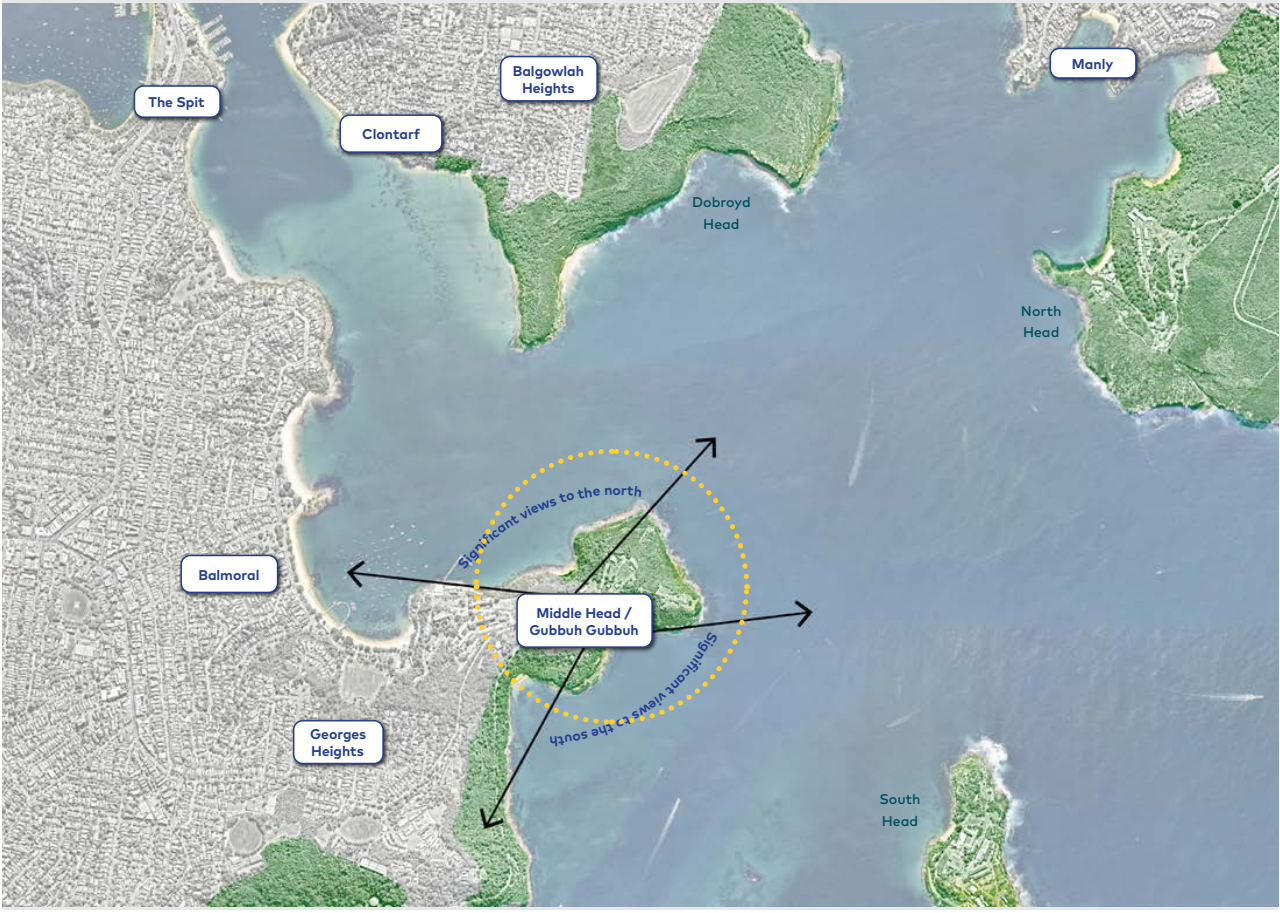 Manly
Balgowlah
Heights
The Spit
Clontarf
Dobroyd
Head
North
Head
Significant views to the north
Balmoral
Middle Head /
Gubbuh Gubbuh
Significant views to the south
Georges
Heights
South
Head